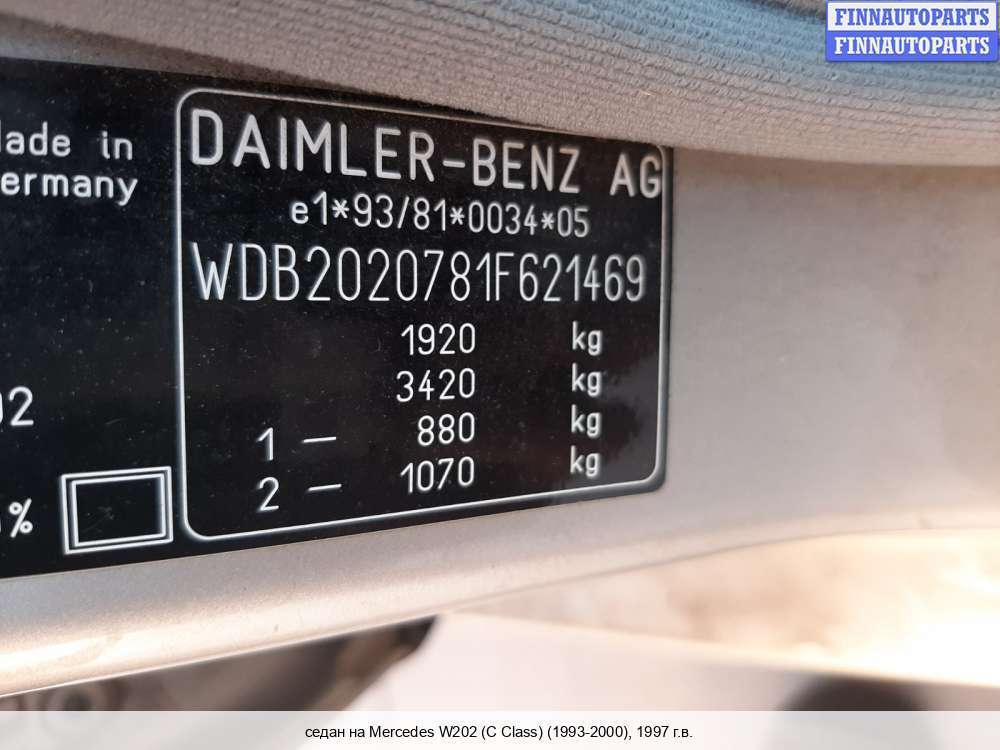 FINNAUTOPARTS
FINNAUTOPARTS
ade in
ermany
DAIMLER-BENZ AG
e1*93/81*0034*05
WDB2020781F621469
1920 kg
3420 kg
1 – 880 kg
2 – 1070 kg
02
%
седан на Mercedes W202 (C Class) (1993-2000), 1997 г.в.